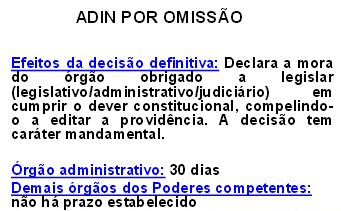 ADIN POR OMISSÃO
Efeitos da decisão definitiva: Declara a mora
do órgão obrigado a legislar
(legislativo/administrativo/judiciário) em
cumprir o dever constitucional, compelindo-
o a editar a providência. A decisão tem
caráter mandamental.
Órgão administrativo: 30 dias
Demais órgãos dos Poderes competentes:
não há prazo estabelecido